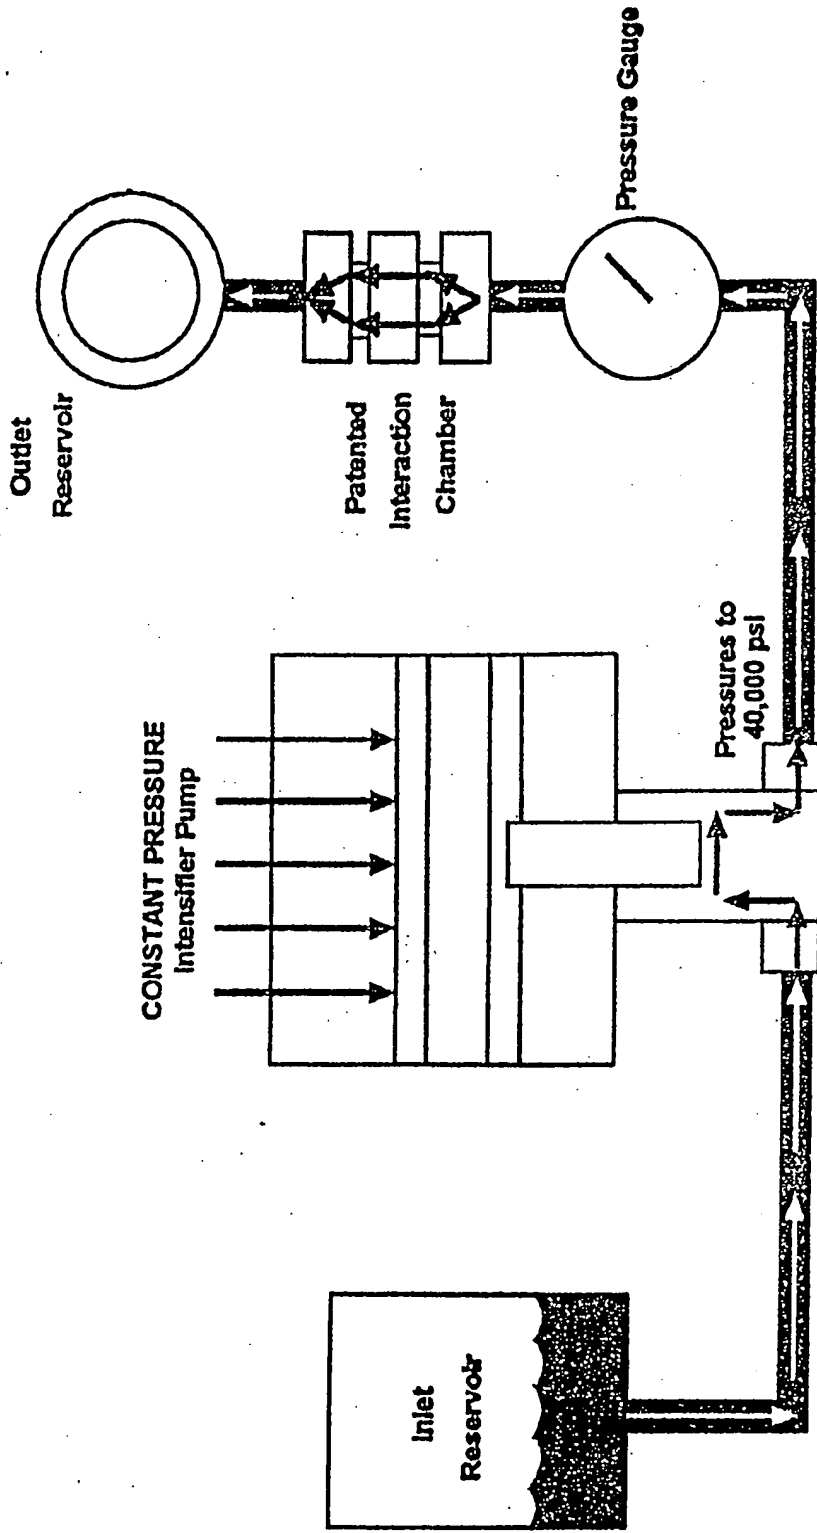 Inlet
Reservoir
CONSTANT PRESSURE
Intensifier Pump
Pressures to
40,000 psi
Outlet
Reservoir
Patented
Interaction
Chamber
Pressure Gauge